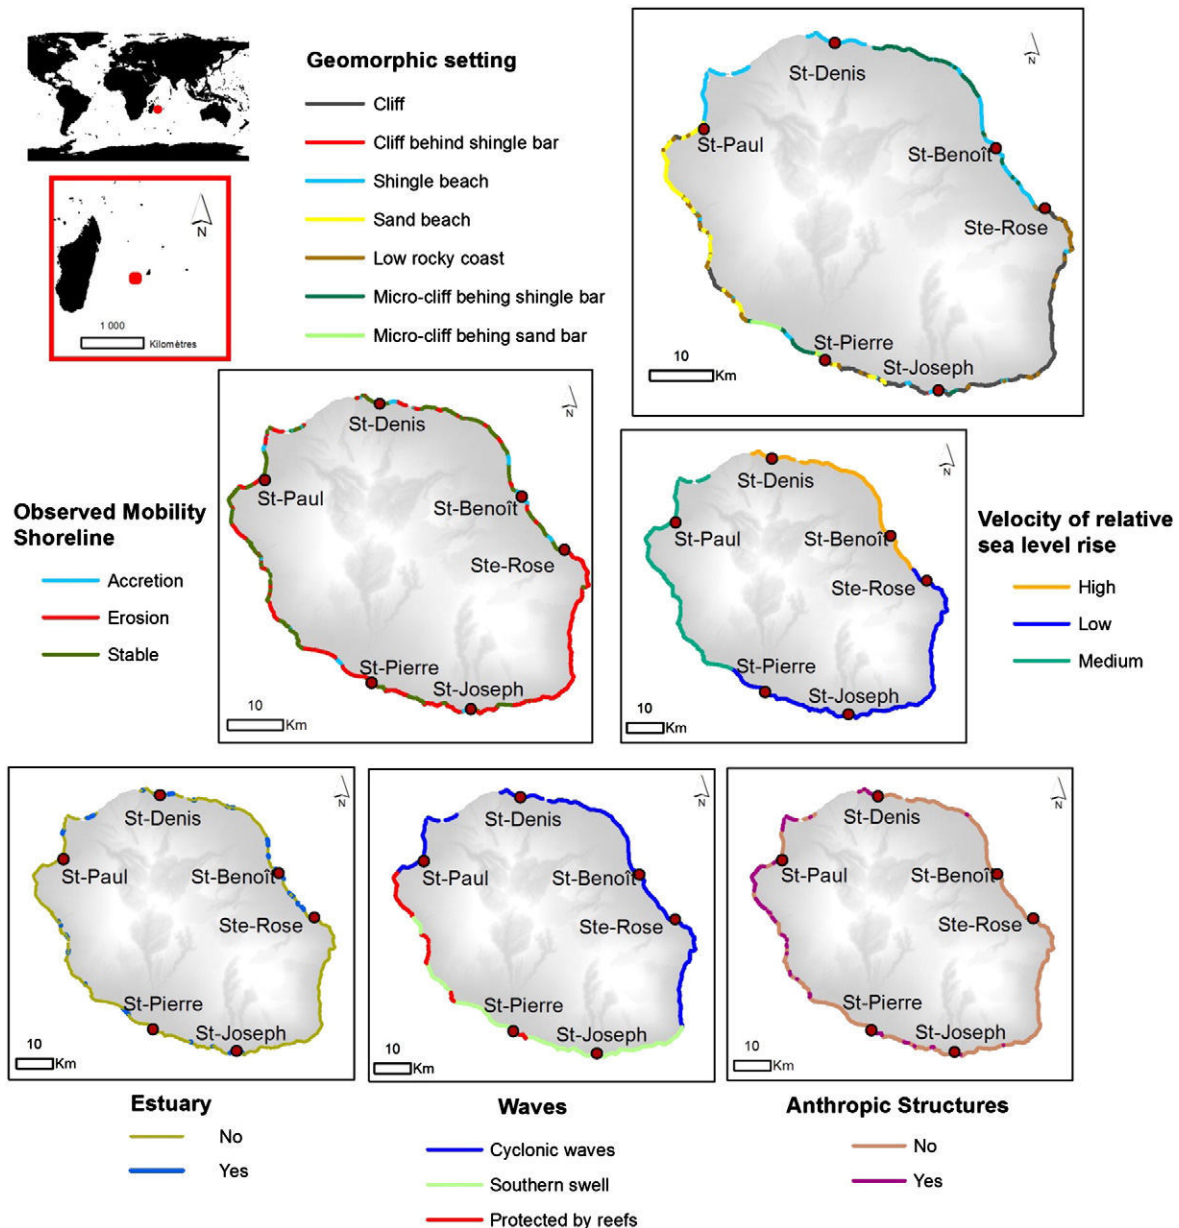 Geomorphic setting
Cliff
Cliff behind shingle bar
Shingle beach
Sand beach
Low rocky coast
Micro-cliff behing shingle bar
Micro-cliff behing sand bar
N
1 000
Kilomètres
N
St-Denis
St-Paul
St-Benoît
Ste-Rose
St-Pierre
St-Joseph
10
Km
Observed Mobility
Shoreline
Accretion
Erosion
Stable
N
St-Denis
St-Paul
St-Benoît
Ste-Rose
St-Pierre
St-Joseph
10
Km
N
St-Denis
St-Paul
St-Benoît
Ste-Rose
St-Pierre
St-Joseph
10
Km
Velocity of relative
sea level rise
High
Low
Medium
N
St-Denis
St-Paul
St-Benoît
Ste-Rose
St-Pierre
St-Joseph
10
Km
Estuary
No
Yes
N
St-Denis
St-Paul
St-Benoît
Ste-Rose
St-Pierre
St-Joseph
10
Km
Waves
Cyclonic waves
Southern swell
Protected by reefs
N
St-Denis
St-Paul
St-Benoît
Ste-Rose
St-Pierre
St-Joseph
10
Km
Anthropic Structures
No
Yes